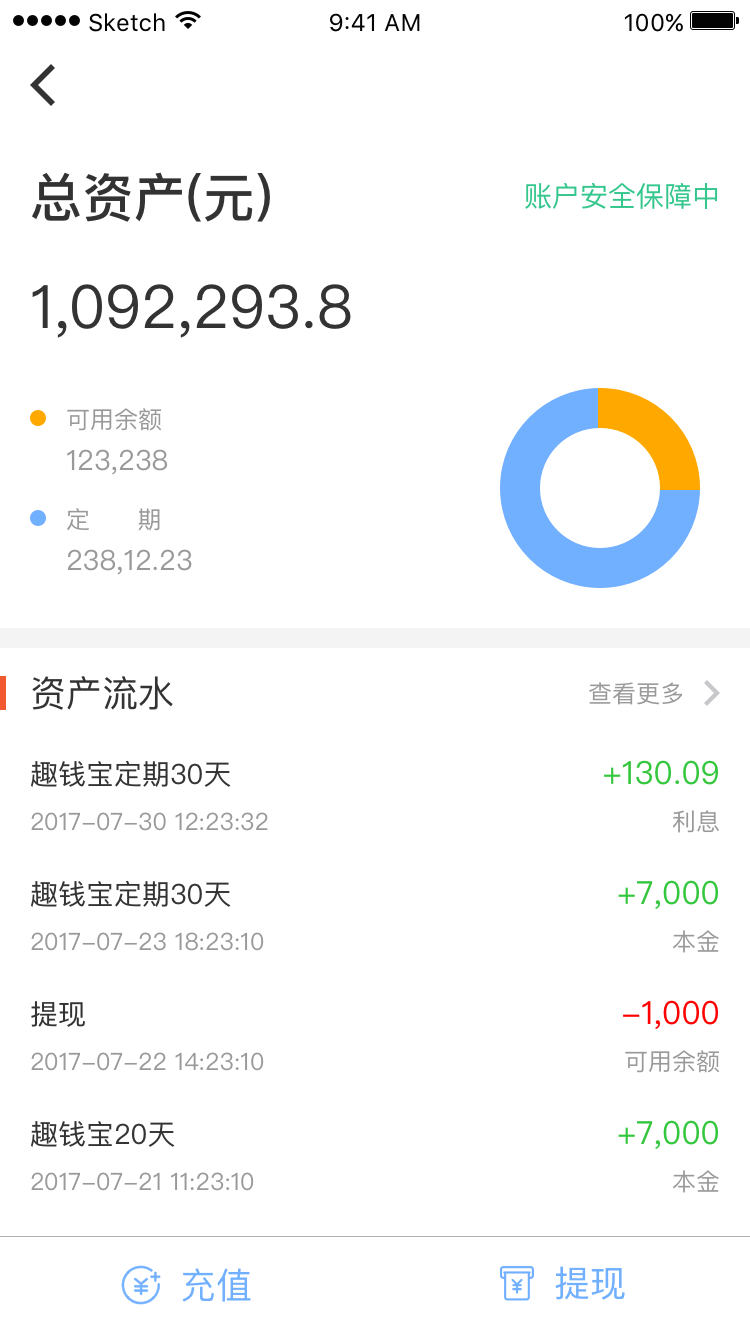 Sketch 9:41 AM 100%
总资产(元) 账户安全保障中
1,092,293.8
可用余额
123,238
定 期
238,12.23
资产流水 查看更多
趣钱宝定期30天 +130.09
2017-07-30 12:23:32 利息
趣钱宝定期30天 +7,000
2017-07-23 18:23:10 本金
提现 -1,000
2017-07-22 14:23:10 可用余额
趣钱宝20天 +7,000
2017-07-21 11:23:10 本金
充值 提现